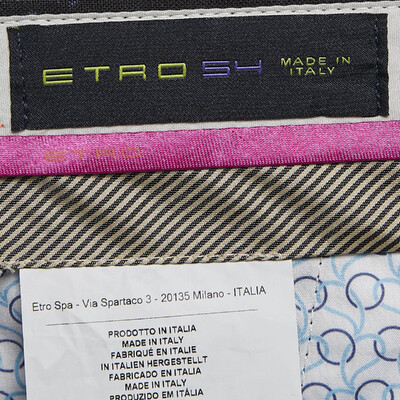 ETRO 54 MADE IN
ITALY
ETRO
Etro Spa - Via Spartaco 3 - 20135 Milano - ITALIA
PRODOTTO IN ITALIA
MADE IN ITALY
FABRIQUÉ EN ITALIE
IN ITALIEN HERGESTELLT
FABRICADO EN ITALIA
MADE IN ITALY
PRODUZIDO EM ITÁLIA